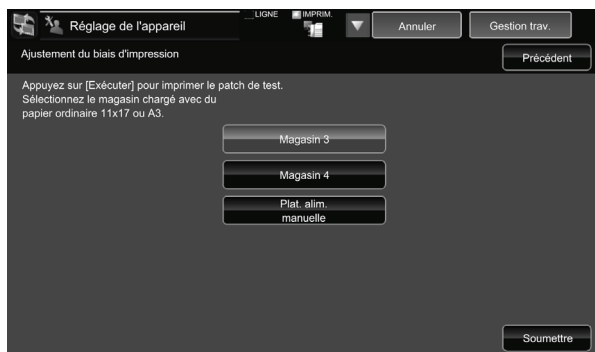 Réglage de l'appareil
LIGNE
IMPRIM.
Annuler
Gestion trav.
Ajustement du biais d'impression
Précédent
Appuyez sur [Exécuter] pour imprimer le patch de test.
Sélectionnez le magasin chargé avec du
papier ordinaire 11x17 ou A3.
Magasin 3
Magasin 4
Plat. alim.
manuelle
Soumettre